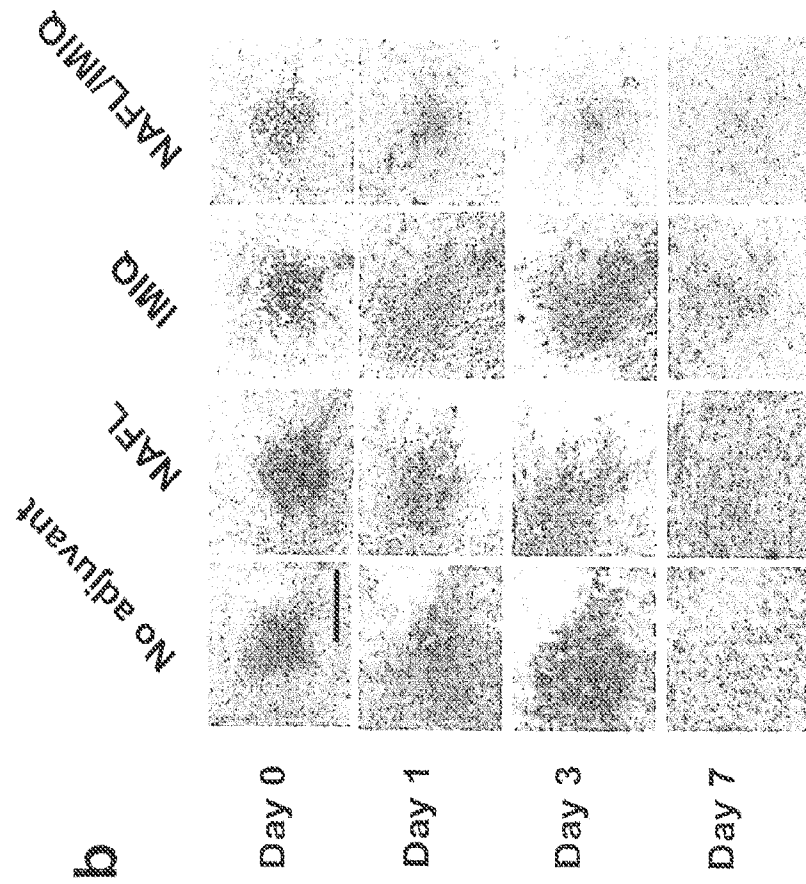 b
No adjuvant
NAFL
IMIQ
NAFL/IMIQ
Day 0
Day 1
Day 3
Day 7